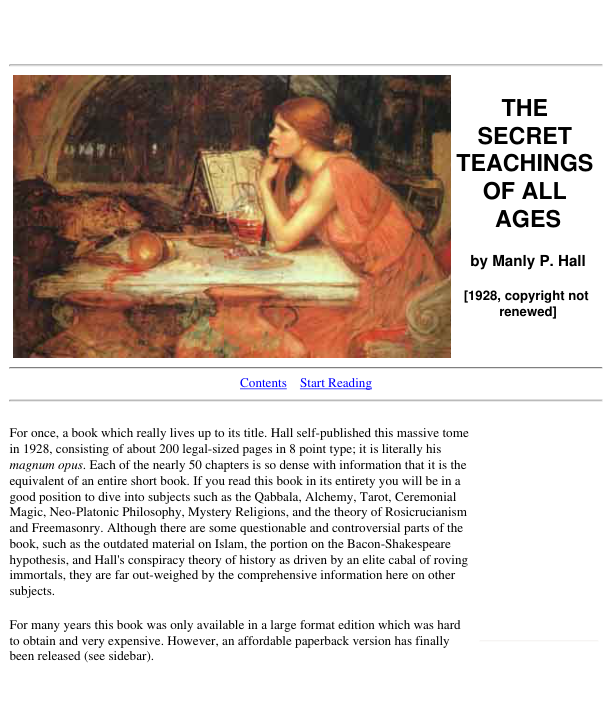 THE
SECRET
TEACHINGS
OF ALL
AGES
by Manly P. Hall
[1928, copyright not
renewed]
Contents Start Reading
For once, a book which really lives up to its title. Hall self-published this massive tome
in 1928, consisting of about 200 legal-sized pages in 8 point type; it is literally his
magnum opus. Each of the nearly 50 chapters is so dense with information that it is the
equivalent of an entire short book. If you read this book in its entirety you will be in a
good position to dive into subjects such as the Qabbala, Alchemy, Tarot, Ceremonial
Magic, Neo-Platonic Philosophy, Mystery Religions, and the theory of Rosicrucianism
and Freemasonry. Although there are some questionable and controversial parts of the
book, such as the outdated material on Islam, the portion on the Bacon-Shakespeare
hypothesis, and Hall's conspiracy theory of history as driven by an elite cabal of roving
immortals, they are far out-weighed by the comprehensive information here on other
subjects.
For many years this book was only available in a large format edition which was hard
to obtain and very expensive. However, an affordable paperback version has finally
been released (see sidebar).